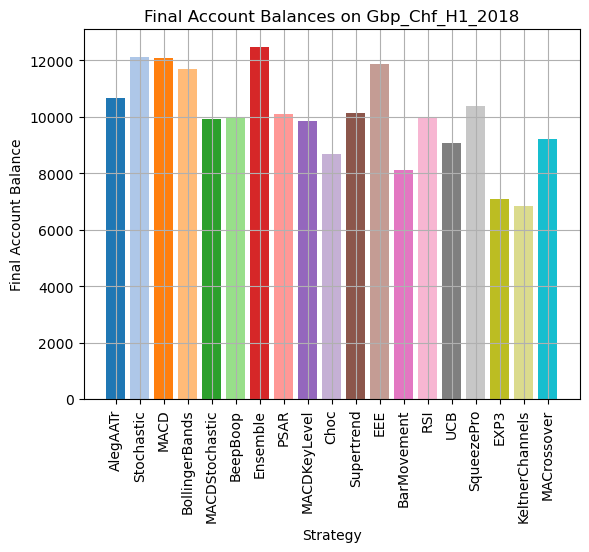 Final Account Balances on Gbp_Chf_H1_2018
Final Account Balance
12000
10000
8000
6000
4000
2000
0
AlegAATr
Stochastic
MACD
BollingerBands
MACDStochastic
BeepBoop
Ensemble
PSAR
MACDKeyLevel
Choc
Supertrend
EEE
BarMovement
RSI
UCB
SqueezePro
EXP3
KeltnerChannels
MACrossover
Strategy